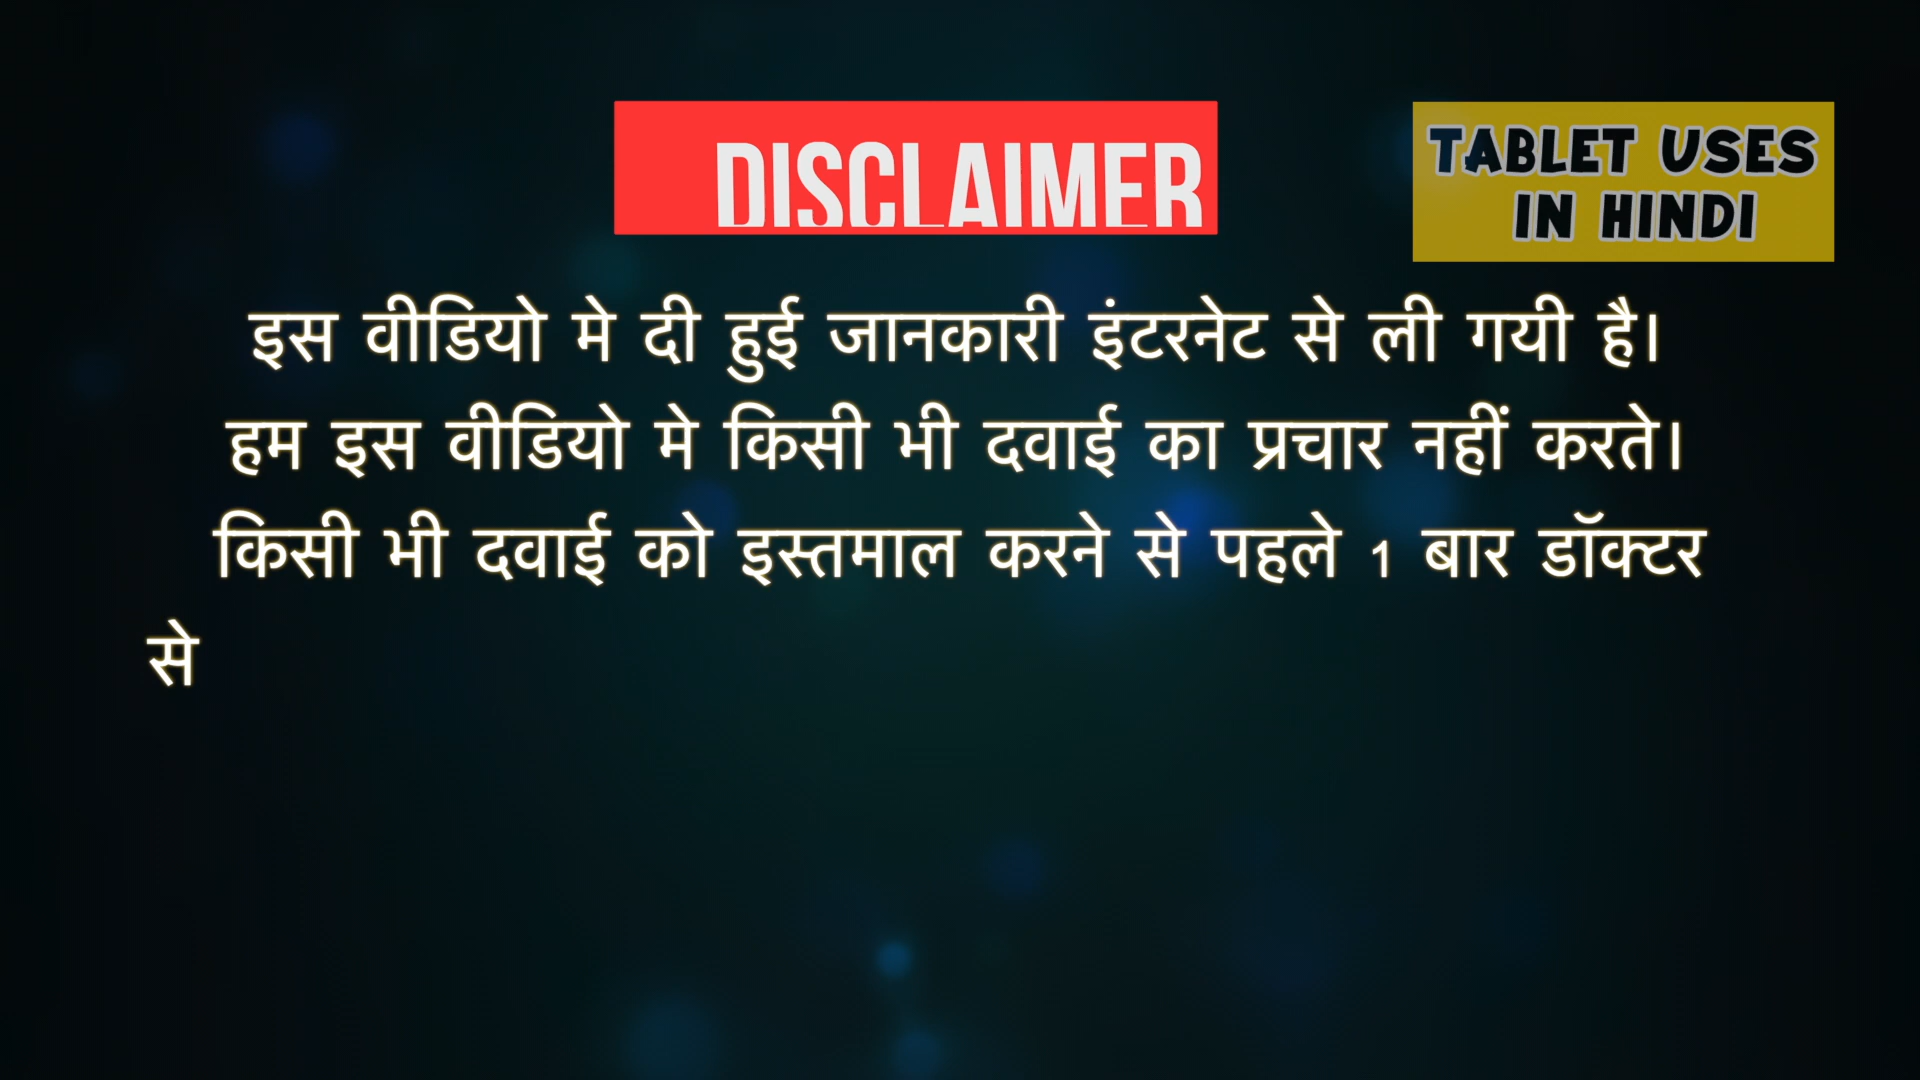 DISCLAIMER
TABLET USES
IN HINDI
इस वीडियो मे दी हुई जानकारी इंटरनेट से ली गयी है।
हम इस वीडियो मे किसी भी दवाई का प्रचार नहीं करते।
किसी भी दवाई को इस्तमाल करने से पहले 1 बार डॉक्टर
से